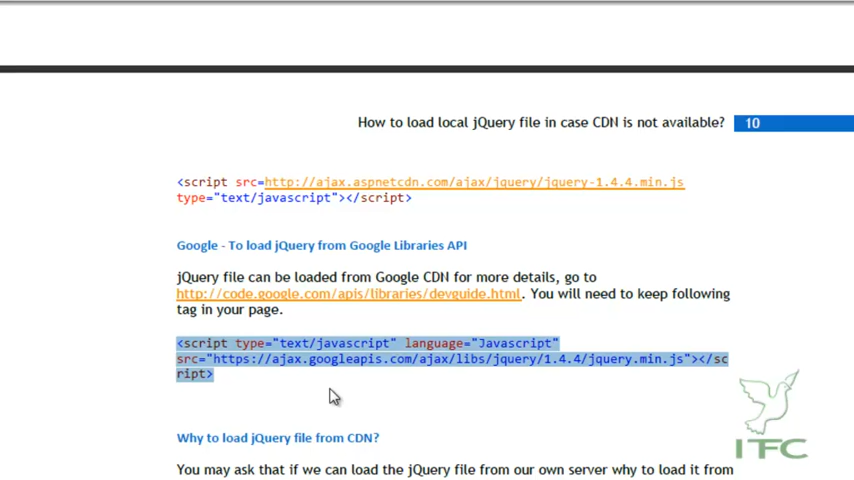 How to load local jQuery file in case CDN is not available? 10
<script src=http://ajax.aspnetcdn.com/ajax/jquery/jquery-1.4.4.min.js
type="text/javascript"></script>
Google - To load jQuery from Google Libraries API
jQuery file can be loaded from Google CDN for more details, go to
http://code.google.com/apis/libraries/devguide.html. You will need to keep following
tag in your page.
<script type="text/javascript" language="Javascript"
src="https://ajax.googleapis.com/ajax/libs/jquery/1.4.4/jquery.min.js"></sc
ript>
Why to load jQuery file from CDN?
You may ask that if we can load the jQuery file from our own server why to load it from
ITFC